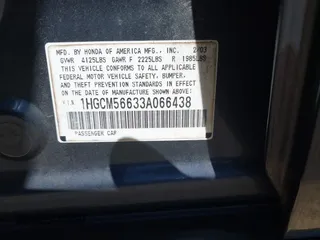 MFD. BY HONDA OF AMERICA MFG., INC. 2/03
GVWR 4125LBS GAWR F 2225LBS R 1985LBS
THIS VEHICLE CONFORMS TO ALL APPLICABLE
FEDERAL MOTOR VEHICLE SAFETY, BUMPER,
AND THEFT PREVENTION STANDARDS IN EFFECT
ON THE DATE OF MANUFACTURE SHOWN ABOVE.
V.I.N. 1HGCM56633A066438
PASSENGER CAR